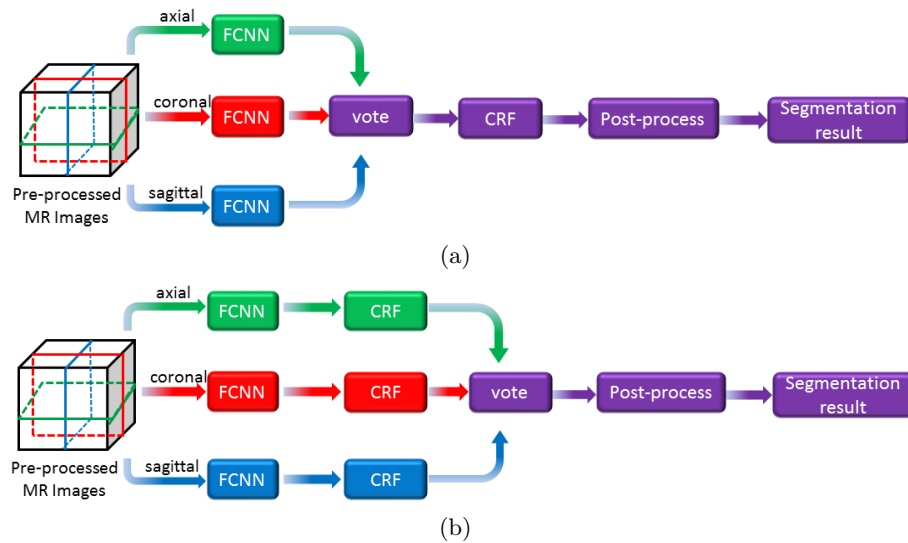 axial
FCNN
coronal
FCNN
vote
CRF
Post-process
Segmentation
result
Pre-processed
MR Images
sagittal
FCNN
(a)
axial
FCNN
CRF
coronal
FCNN
CRF
vote
Post-process
Segmentation
result
Pre-processed
MR Images
sagittal
FCNN
CRF
(b)